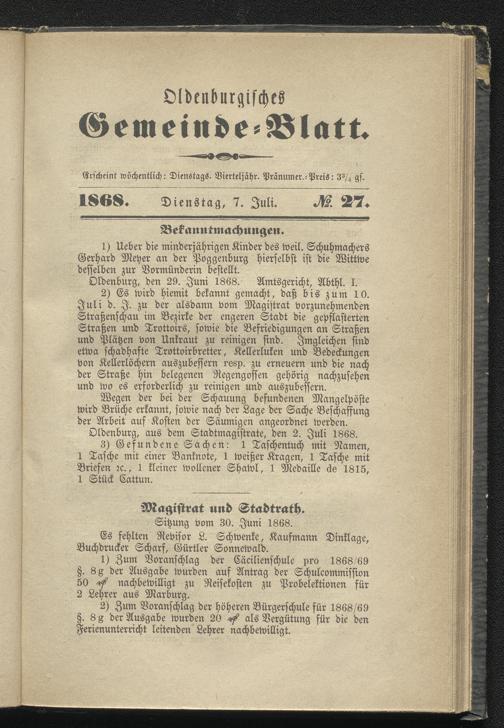 Oldenburgisches
Gemeinde-Blatt.
Erscheint wöchentlich: Dienstags. Vierteljähr. Pränumer.-Preis: 3¾ gſ.
1868. Dienstag, 7. Juli. № 27.
Bekanntmachungen.
1) Ueber die minderjährigen Kinder des weil. Schuhmachers
Gerhard Meyer an der Poggenburg hierselbst ist die Wittwe
desselben zur Vormünderin bestellt.
Oldenburg, den 29. Juni 1868. Amtsgericht, Abthl. I.
2) Es wird hiemit bekannt gemacht, daß bis zum 10.
Juli d. J. zu der alsdann vom Magistrat vorzunehmenden
Straßenschau im Bezirke der engeren Stadt die gepflasterten
Straßen und Trottoirs, sowie die Befriedigungen an Straßen
und Plätzen von Unkraut zu reinigen sind. Imgleichen sind
etwa schadhafte Trottoirbretter, Kellerluken und Bedeckungen
von Kellerlöchern auszubessern resp. zu erneuern und die nach
der Straße hin belegenen Regengossen gehörig nachzusehen
und wo es erforderlich zu reinigen und auszubessern.
Wegen der bei der Schauung befundenen Mangelpöste
wird Brüche erkannt, sowie nach der Lage der Sache Beschaffung
der Arbeit auf Kosten der Säumigen angeordnet werden.
Oldenburg, aus dem Stadtmagistrate, den 2. Juli 1868.
3) Gefundene Sachen: 1 Taschentuch mit Namen,
1 Tasche mit einer Banknote, 1 weißer Kragen, 1 Tasche mit
Briefen ꝛc., 1 kleiner wollener Shawl, 1 Medaille de 1815,
1 Stück Cattun.
Magistrat und Stadtrath.
Sitzung vom 30. Juni 1868.
Es fehlten Revisor L. Schwenke, Kaufmann Dinklage,
Buchdrucker Scharf, Gürtler Sonnewald.
1) Zum Voranschlag der Cäcilienschule pro 1868/69
§. 8 g der Ausgabe wurden auf Antrag der Schulcommission
50 ₰ nachbewilligt zu Reisekosten zu Probelektionen für
2 Lehrer aus Marburg.
2) Zum Voranschlag der höheren Bürgerschule für 1868/69
§. 8 g der Ausgabe wurden 20 ₰ als Vergütung für die den
Ferienunterricht leitenden Lehrer nachbewilligt.